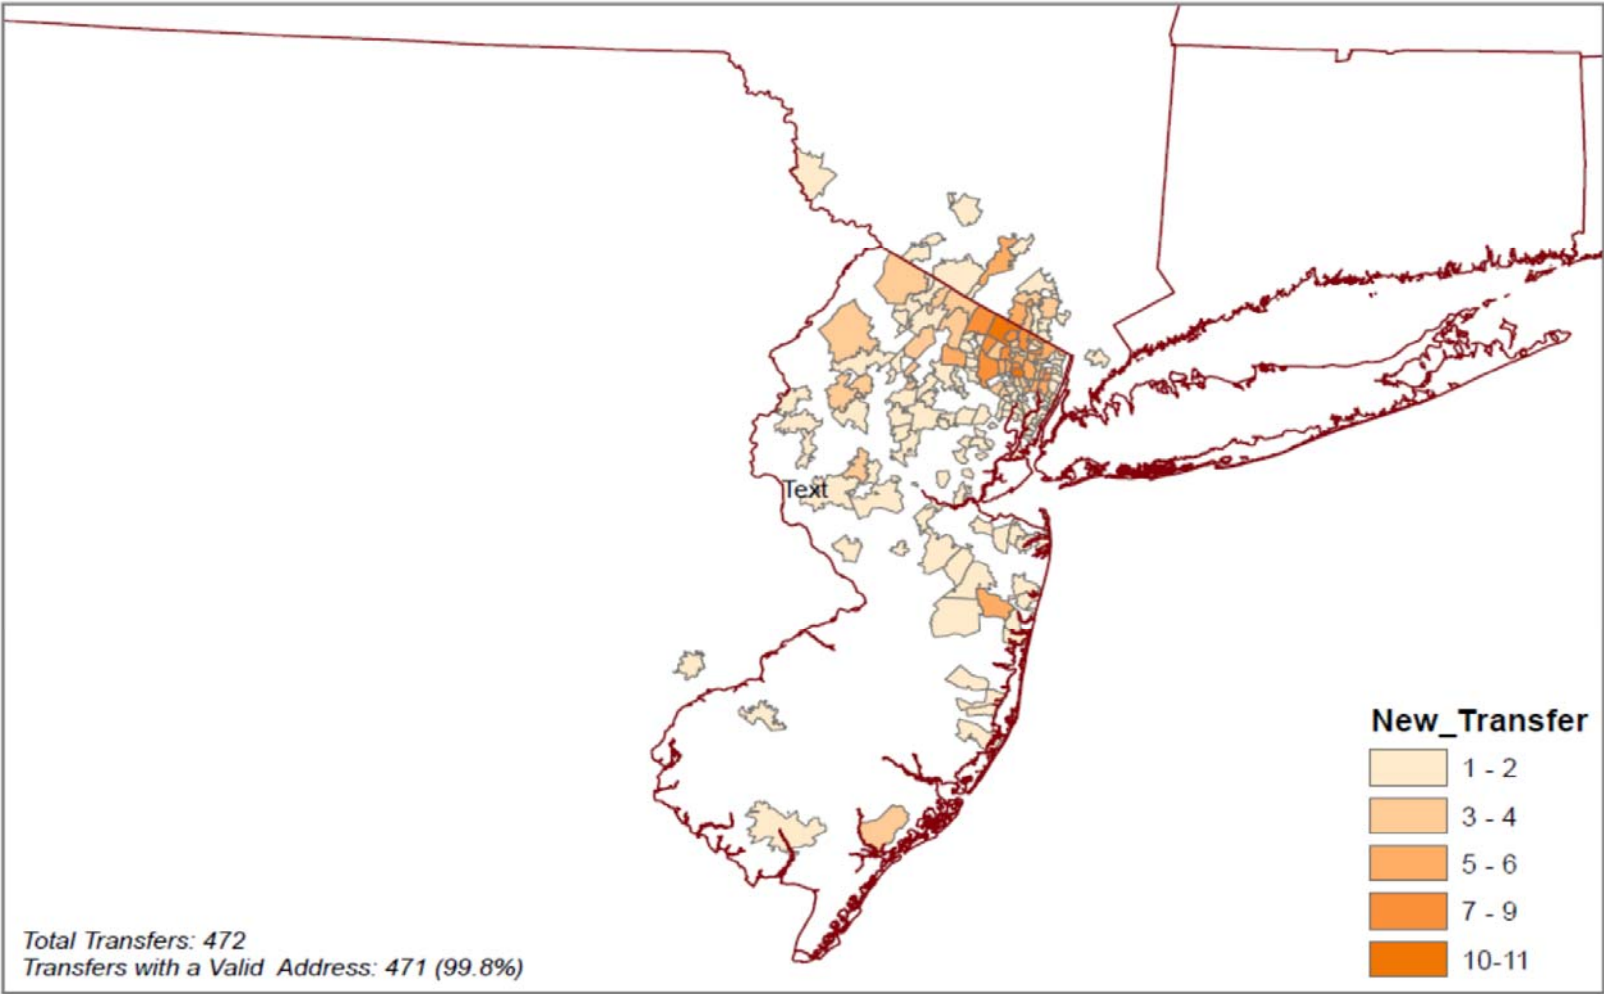 Text
New_Transfer
1 - 2
3 - 4
5 - 6
7 - 9
10-11
Total Transfers: 472
Transfers with a Valid Address: 471 (99.8%)